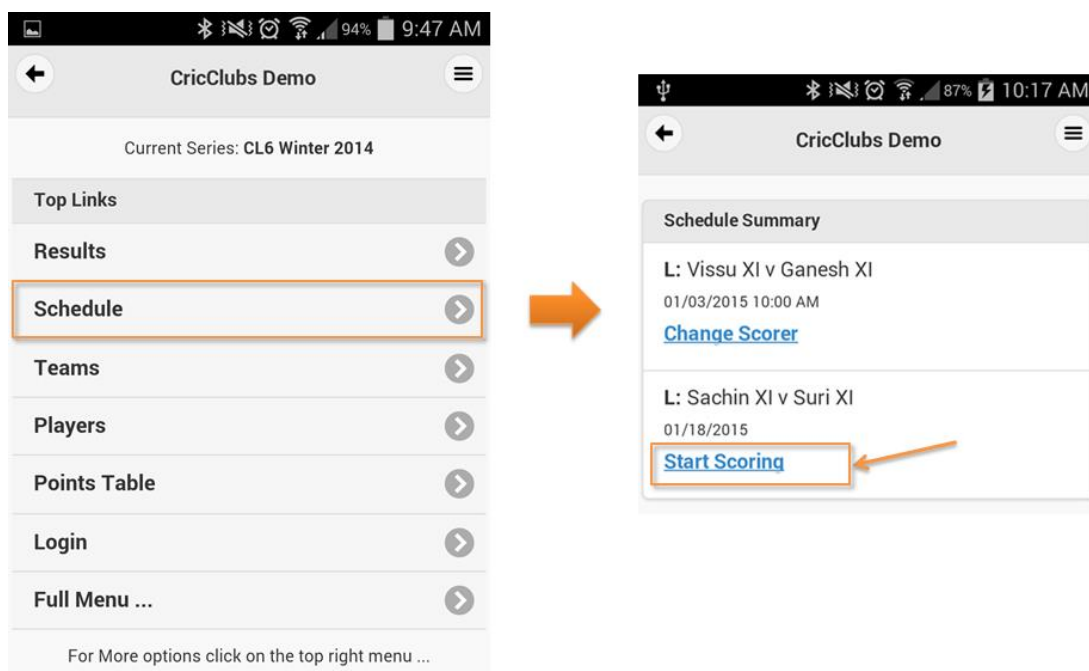 94% 9:47 AM
CricClubs Demo
Current Series: CL6 Winter 2014
Top Links
Results
Schedule
Teams
Players
Points Table
Login
Full Menu ...
For More options click on the top right menu ...
87% 10:17 AM
CricClubs Demo
Schedule Summary
L: Vissu XI v Ganesh XI
01/03/2015 10:00 AM
Change Scorer
L: Sachin XI v Suri XI
01/18/2015
Start Scoring